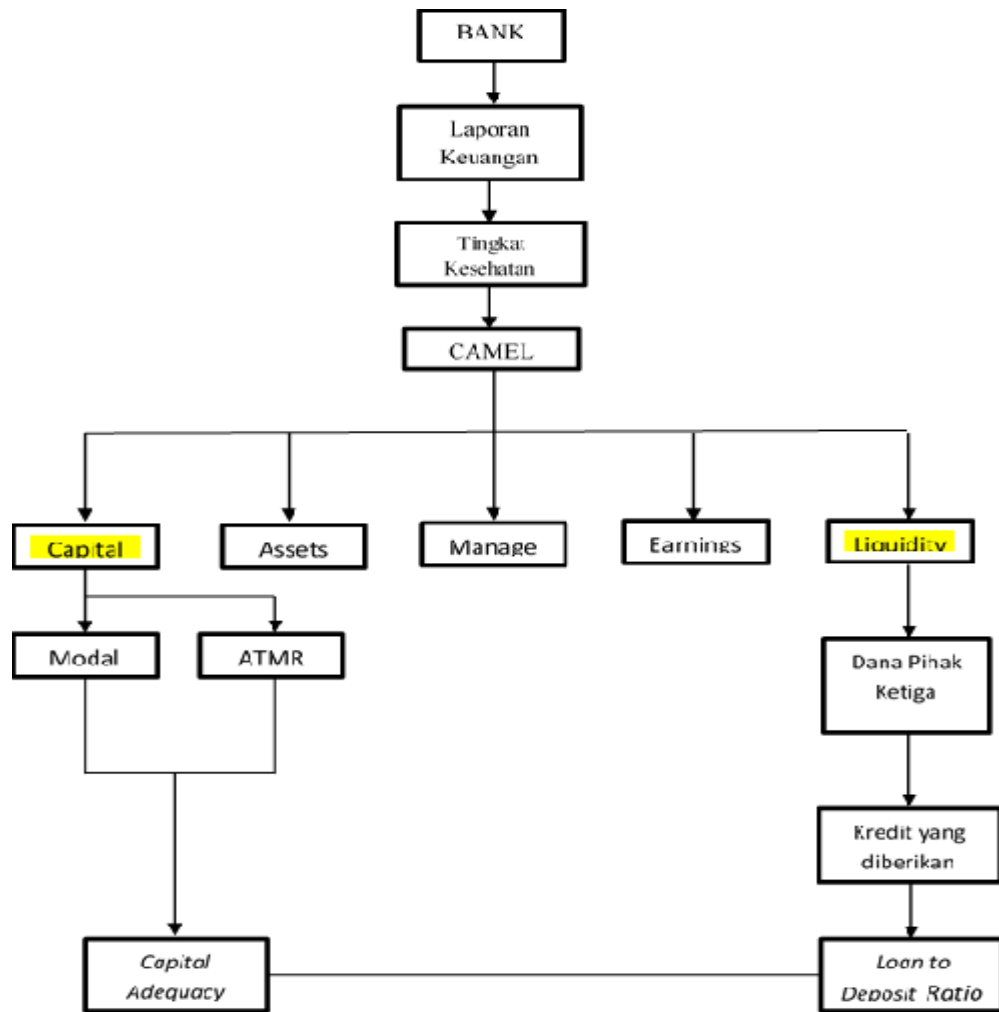 BANK
Laporan
Keuangan
Tingkat
Kesehatan
CAMEL
Capital
Assets
Manage
Earnings
Liquidity
Modal
ATMR
Dana Pihak
Ketiga
Kredit yang
diberikan
Capital
Adequacy
Loan to
Deposit Ratio